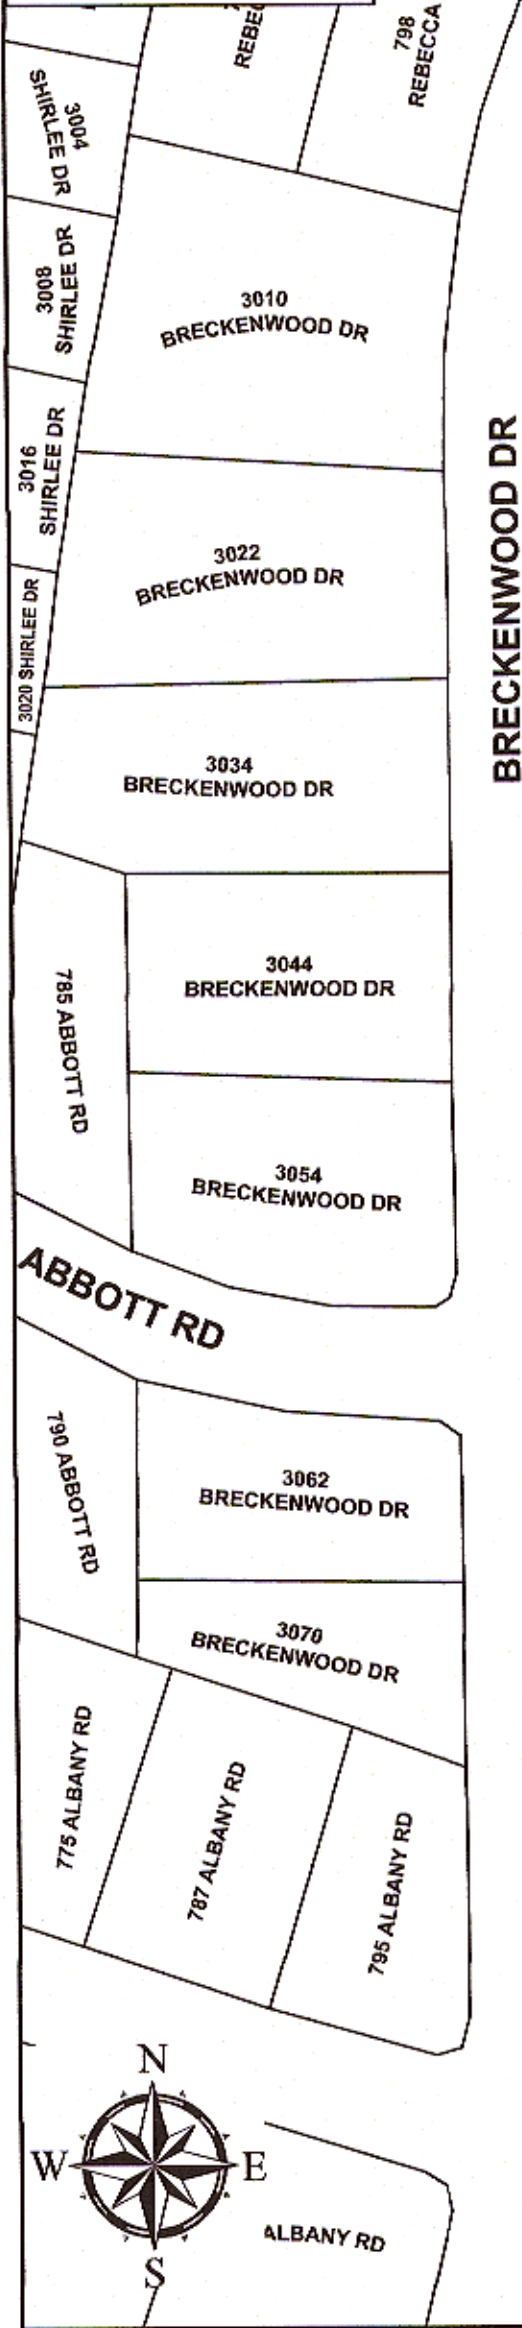 798
REBECCA
3004
SHIRLEE DR
3008
SHIRLEE DR
3010
BRECKENWOOD DR
3016
SHIRLEE DR
BRECKENWOOD DR
3022
BRECKENWOOD DR
3020 SHIRLEE DR
3034
BRECKENWOOD DR
785 ABBOTT RD
3044
BRECKENWOOD DR
3054
BRECKENWOOD DR
ABBOTT RD
790 ABBOTT RD
3062
BRECKENWOOD DR
3070
BRECKENWOOD DR
775 ALBANY RD
787 ALBANY RD
795 ALBANY RD
N
W
E
S
ALBANY RD